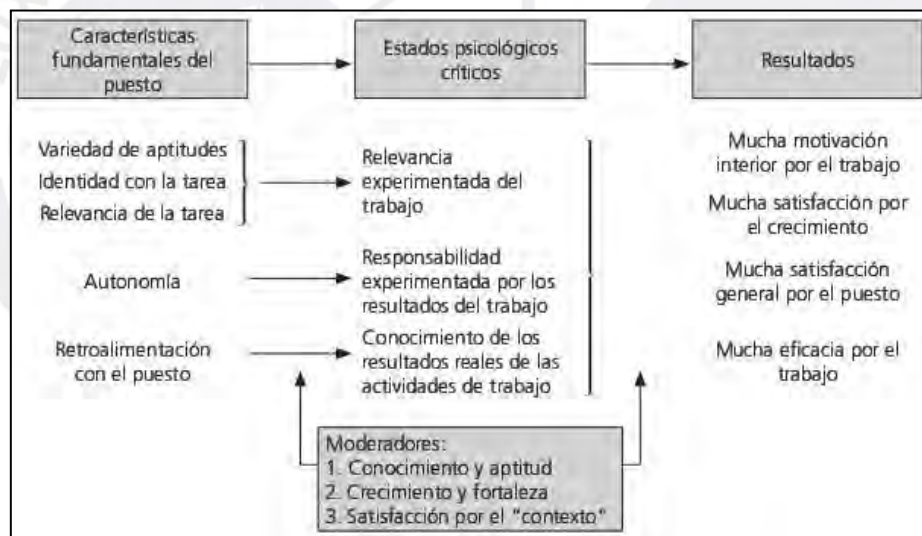 Características
fundamentales del
puesto
Estados psicológicos
críticos
Resultados
Variedad de aptitudes
Identidad con la tarea
Relevancia de la tarea
Relevancia
experimentada del
trabajo
Mucha motivación
interior por el trabajo
Mucha satisfacción por
el crecimiento
Autonomía
Responsabilidad
experimentada por los
resultados del trabajo
Mucha satisfacción
general por el puesto
Retroalimentación
con el puesto
Conocimiento de los
resultados reales de las
actividades de trabajo
Mucha eficacia por el
trabajo
Moderadores:
1. Conocimiento y aptitud
2. Crecimiento y fortaleza
3. Satisfacción por el "contexto"